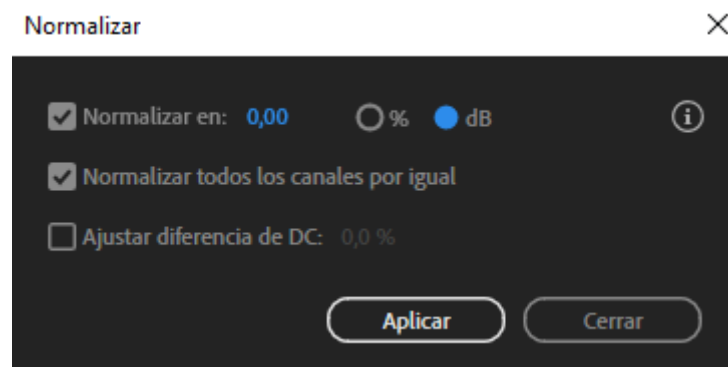 Normalizar
Normalizar en: 0,00 % dB
Normalizar todos los canales por igual
Ajustar diferencia de DC: 0,0 %
Aplicar Cerrar